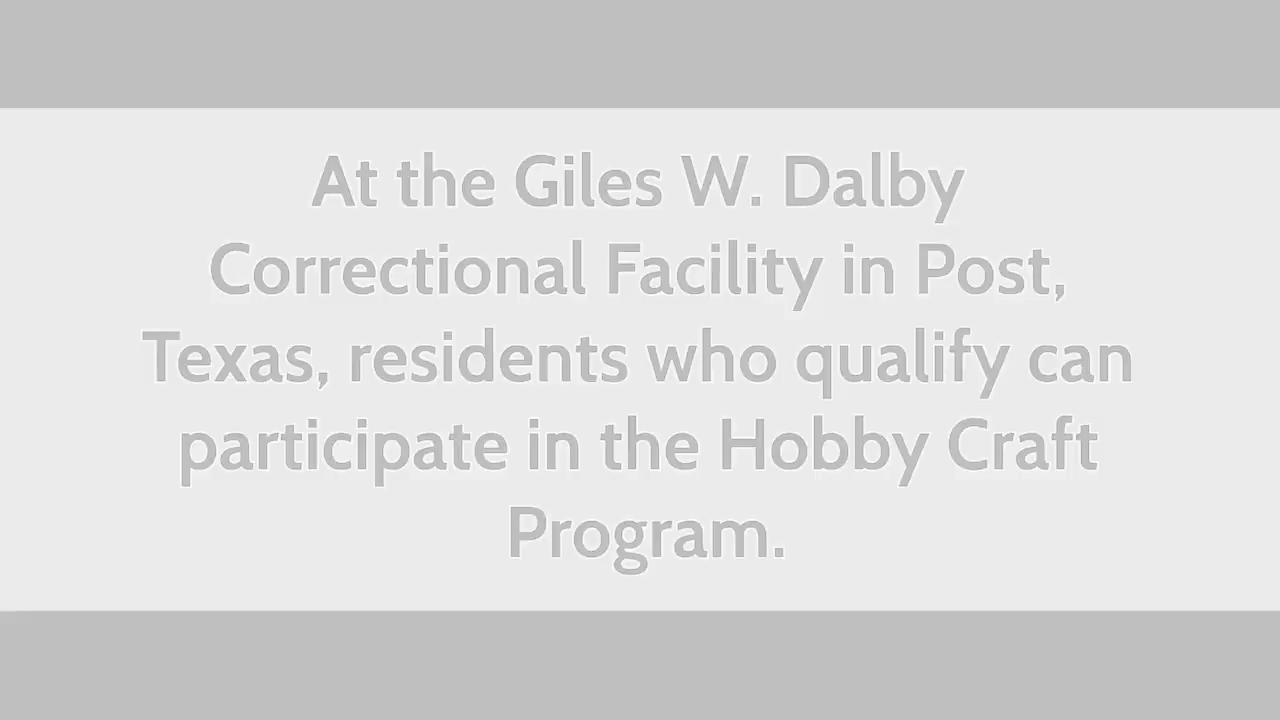 At the Giles W. Dalby
Correctional Facility in Post,
Texas, residents who qualify can
participate in the Hobby Craft
Program.